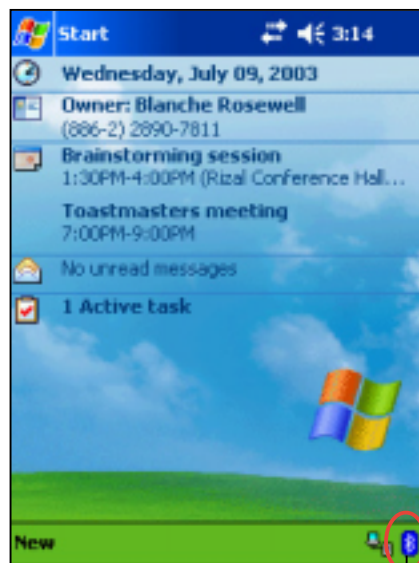 Start 3:14
Wednesday, July 09, 2003
Owner: Blanche Rosewell
(886-2) 2890-7811
Brainstorming session
1:30PM-4:00PM (Rizal Conference Hall...
Toastmasters meeting
7:00PM-9:00PM
No unread messages
1 Active task
New